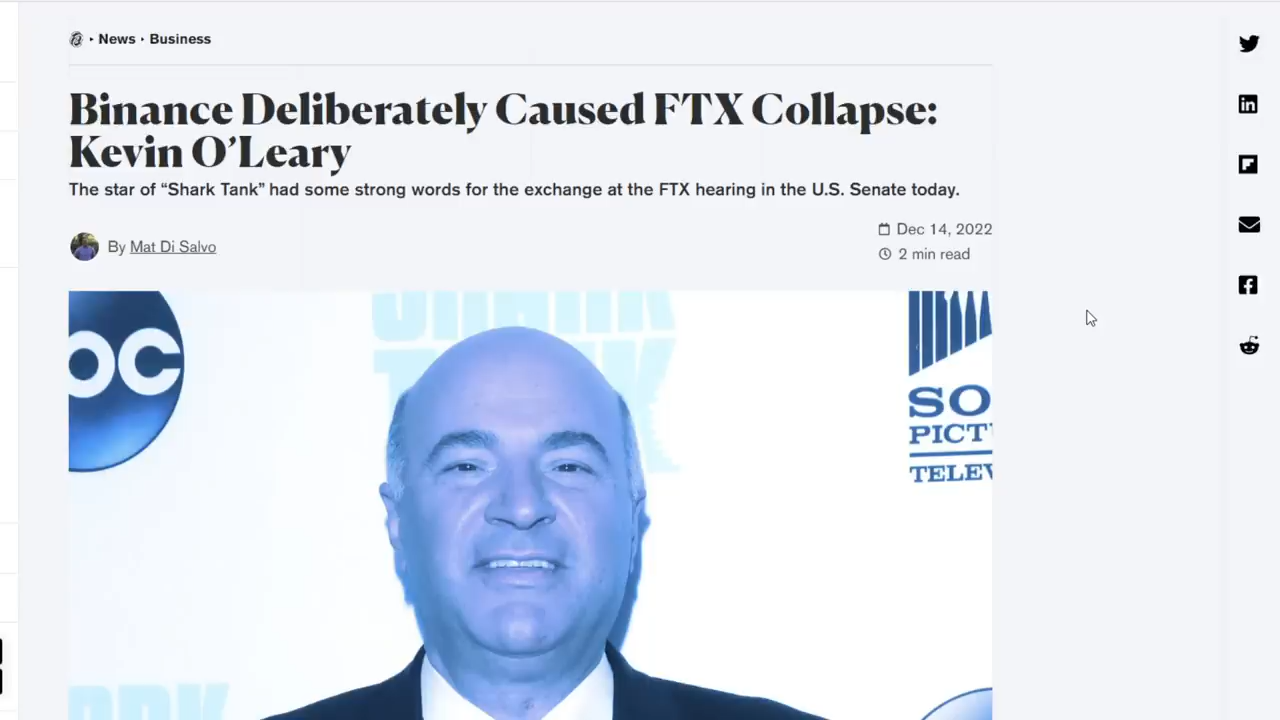 News · Business
Binance Deliberately Caused FTX Collapse:
Kevin O’Leary
The star of “Shark Tank” had some strong words for the exchange at the FTX hearing in the U.S. Senate today.
By Mat Di Salvo
Dec 14, 2022
2 min read
SHARK
SO
PICT
TELEV